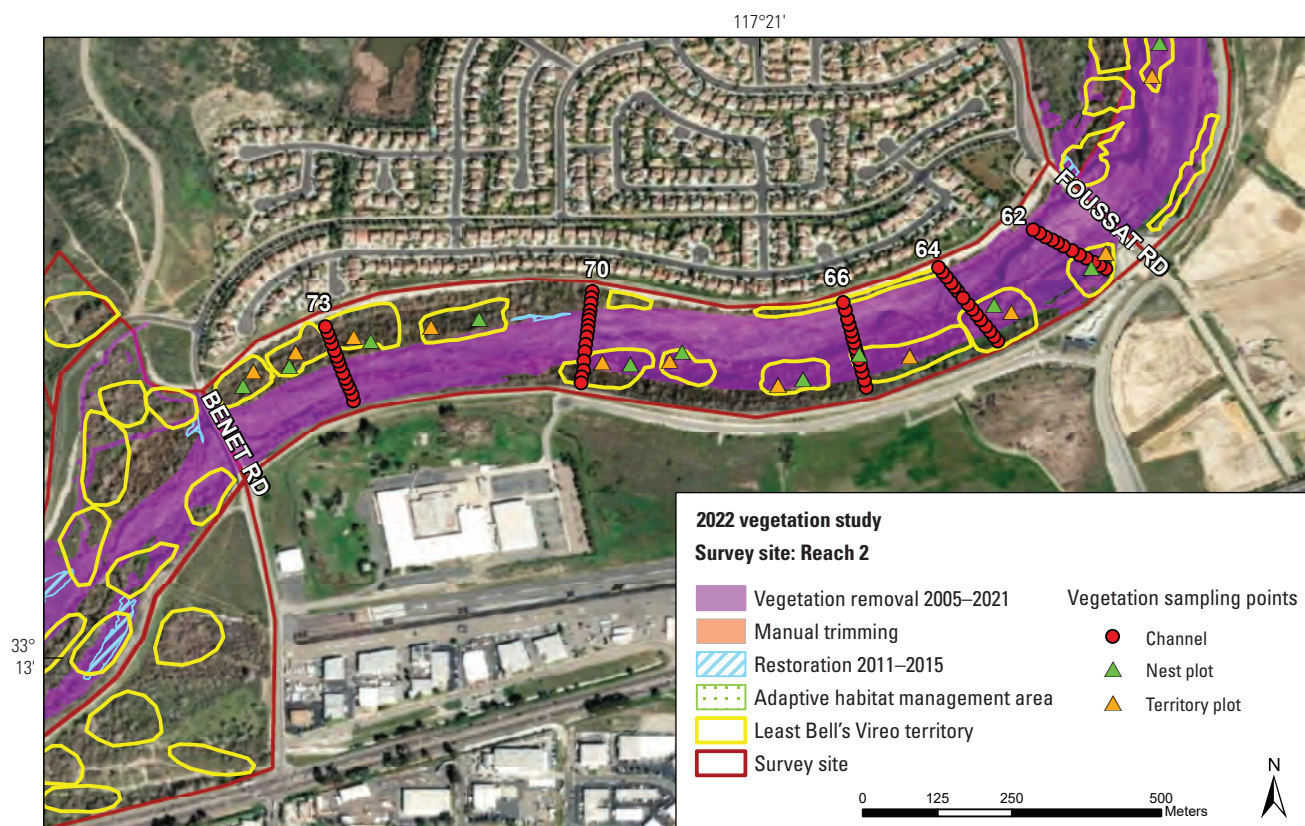 117°21'
FOUSSAT RD
62
64
70
66
73
BENET RD
33°
13'
2022 vegetation study
Survey site: Reach 2
Vegetation removal 2005–2021
Manual trimming
Restoration 2011–2015
Adaptive habitat management area
Least Bell's Vireo territory
Survey site
Vegetation sampling points
Channel
Nest plot
Territory plot
N
0 125 250 500
Meters